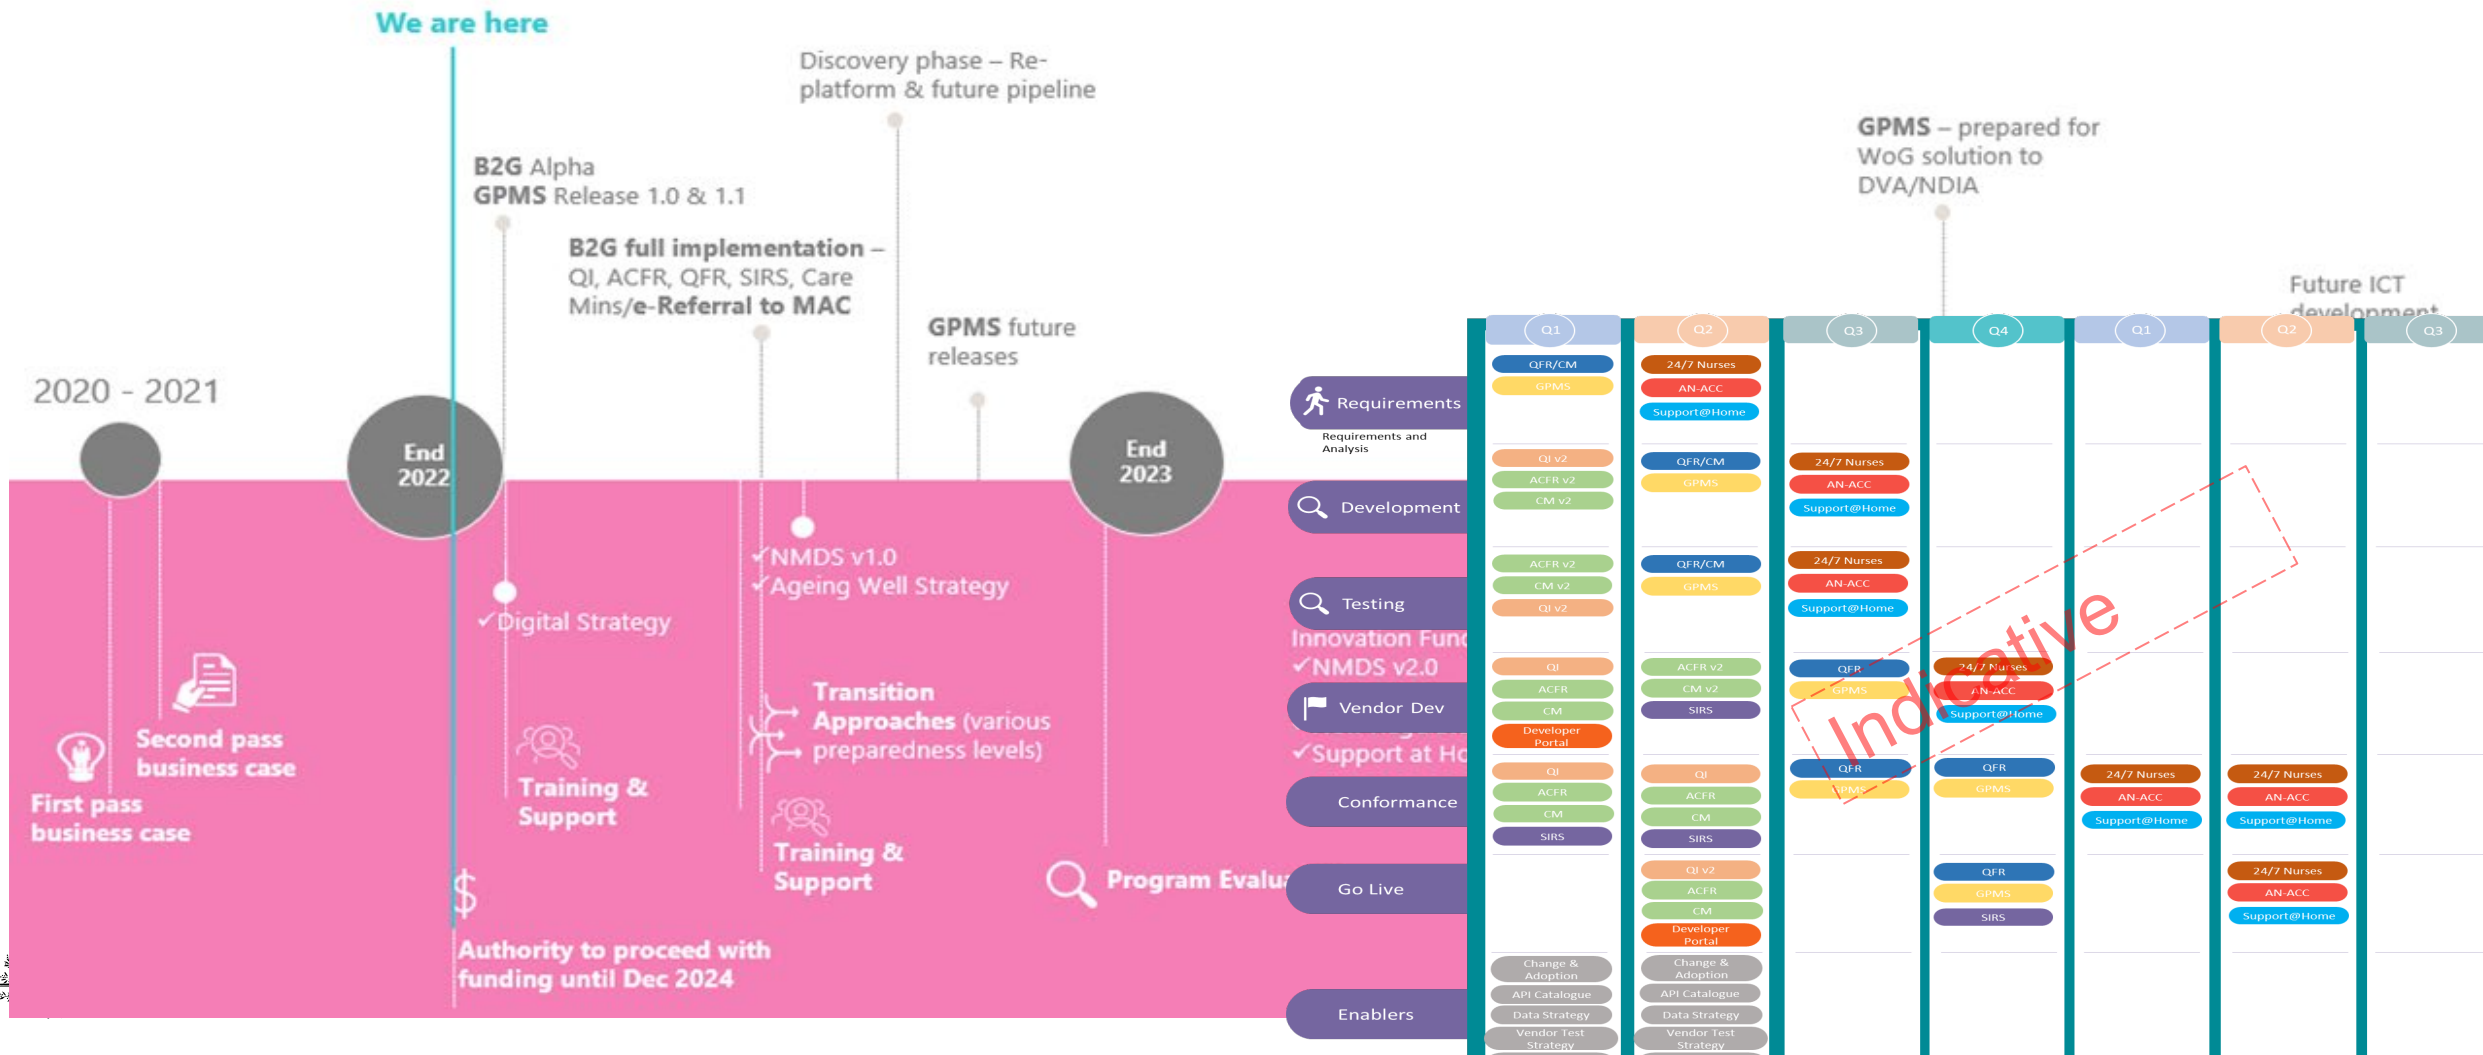 We are here
Discovery phase – Re-
platform & future pipeline
B2G Alpha
GPMS Release 1.0 & 1.1
B2G full implementation –
QI, ACFR, QFR, SIRS, Care
Mins/e-Referral to MAC
GPMS future
releases
GPMS – prepared for
WoG solution to
DVA/NDIA
Future ICT
development
2020 - 2021
End
2022
End
2023
✓NMDS v1.0
✓Ageing Well Strategy
✓Digital Strategy
Innovation Fund
✓NMDS v2.0
✓Support at Ho
Second pass
business case
First pass
business case
Training &
Support
Transition
Approaches (various
preparedness levels)
Training &
Support
Program Evalua
$
Authority to proceed with
funding until Dec 2024
Q1
Q2
Q3
Q4
Q1
Q2
Q3
Requirements
Requirements and
Analysis
QFR/CM
GPMS
24/7 Nurses
AN-ACC
Support@Home
Development
QI v2
ACFR v2
CM v2
QFR/CM
GPMS
24/7 Nurses
AN-ACC
Support@Home
Testing
ACFR v2
CM v2
QI v2
QFR/CM
GPMS
24/7 Nurses
AN-ACC
Support@Home
Vendor Dev
QI
ACFR
CM
Developer
Portal
ACFR v2
CM v2
SIRS
QFR
GPMS
24/7 Nurses
AN-ACC
Support@Home
Indicative
Conformance
QI
ACFR
CM
SIRS
QI
ACFR
CM
SIRS
QFR
GPMS
QFR
GPMS
24/7 Nurses
AN-ACC
Support@Home
24/7 Nurses
AN-ACC
Support@Home
Go Live
QI v2
ACFR
CM
Developer
Portal
QFR
GPMS
SIRS
24/7 Nurses
AN-ACC
Support@Home
Enablers
Change &
Adoption
API Catalogue
Data Strategy
Vendor Test
Strategy
Change &
Adoption
API Catalogue
Data Strategy
Vendor Test
Strategy